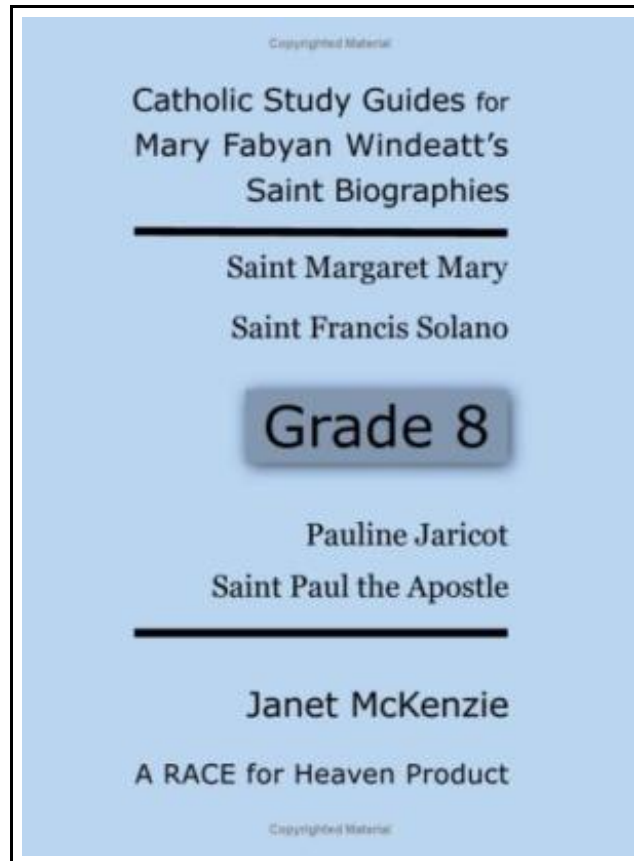 Copyrighted Material
Catholic Study Guides for
Mary Fabyan Windeatt's
Saint Biographies
Saint Margaret Mary
Saint Francis Solano
Grade 8
Pauline Jaricot
Saint Paul the Apostle
Janet McKenzie
A RACE for Heaven Product
Copyrighted Material